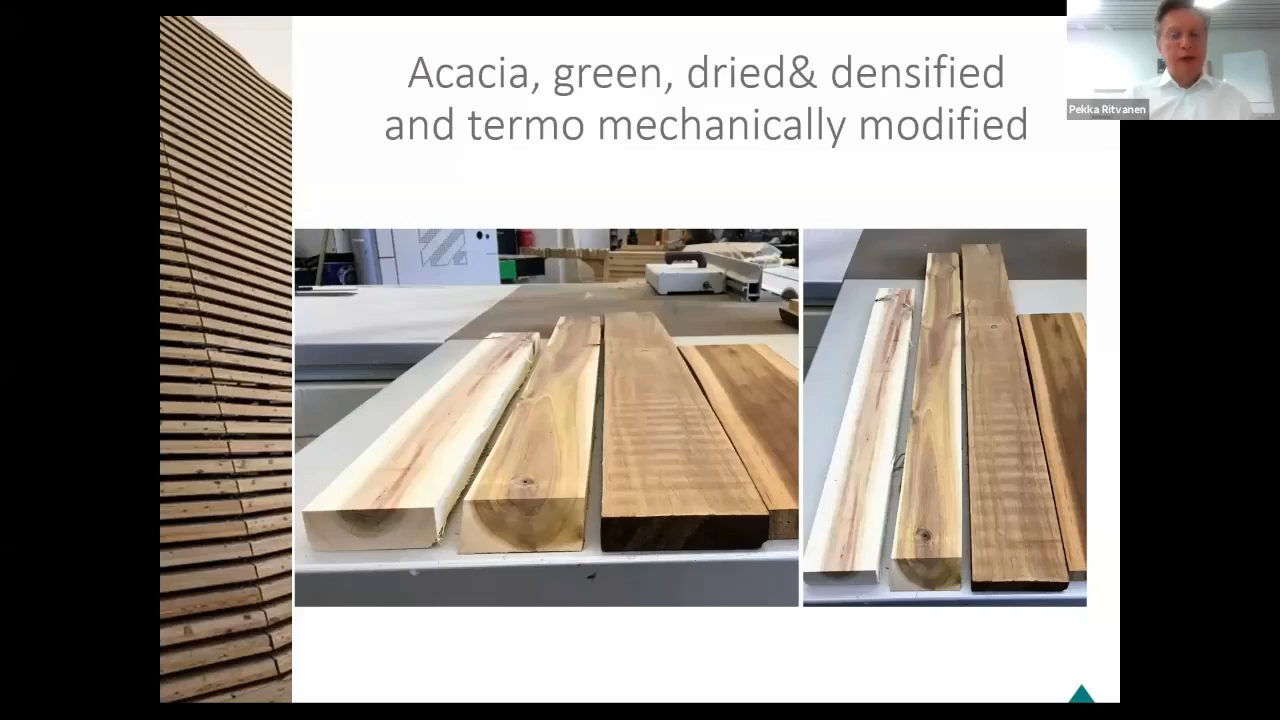 Acacia, green, dried& densified
and termo mechanically modified
Pekka Ritvanen